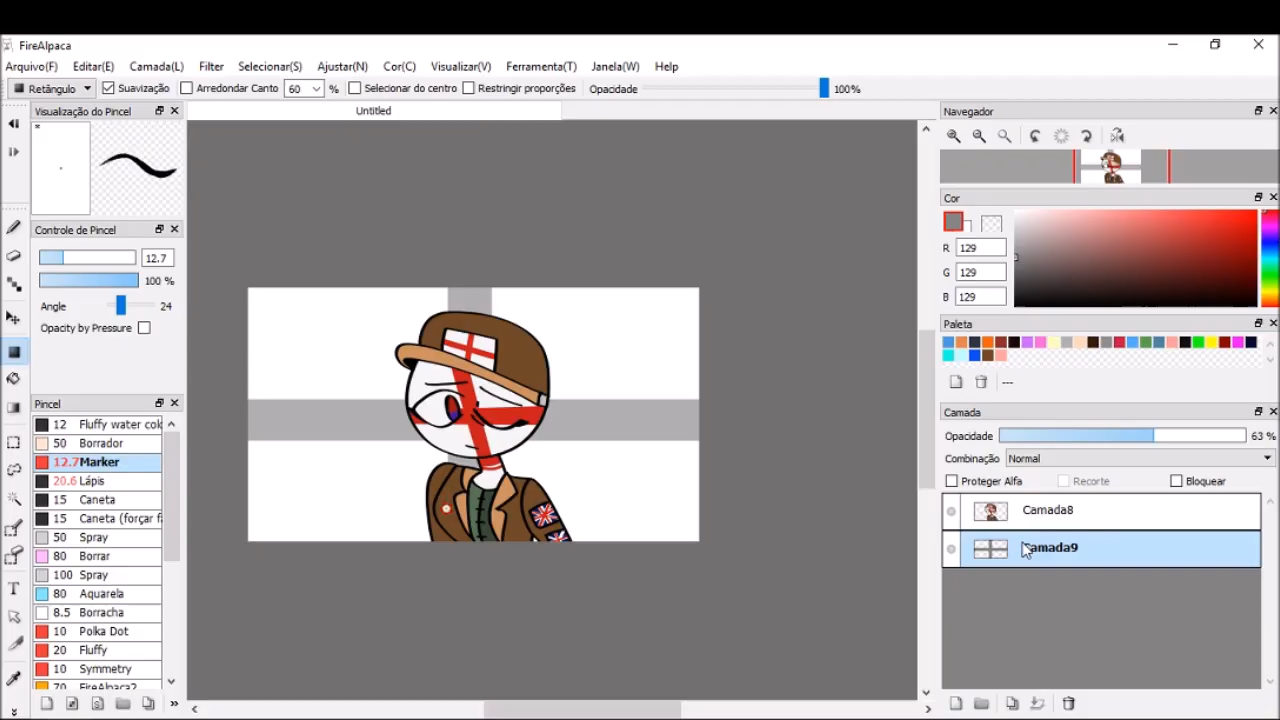 FireAlpaca
Arquivo(F) Editar(E) Camada(L) Filter Selecionar(S) Ajustar(N) Cor(C) Visualizar(V) Ferramenta(T) Janela(W) Help
Retângulo Suavização Arredondar Canto 60 % Selecionar do centro Restringir proporções Opacidade 100%
Visualização do Pincel
Untitled
Navegador
Controle de Pincel
12.7
100 %
Angle 24
Opacity by Pressure
Pincel
12 Fluffy water col
50 Borrador
12.7 Marker
20.6 Lápis
15 Caneta
15 Caneta (forçar f
50 Spray
80 Borrar
100 Spray
80 Aquarela
8.5 Borracha
10 Polka Dot
20 Fluffy
10 Symmetry
70 FireAlpaca2
Cor
R 129
G 129
B 129
Paleta
---
Camada
Opacidade 63 %
Combinação Normal
Proteger Alfa Recorte Bloquear
Camada8
Camada9